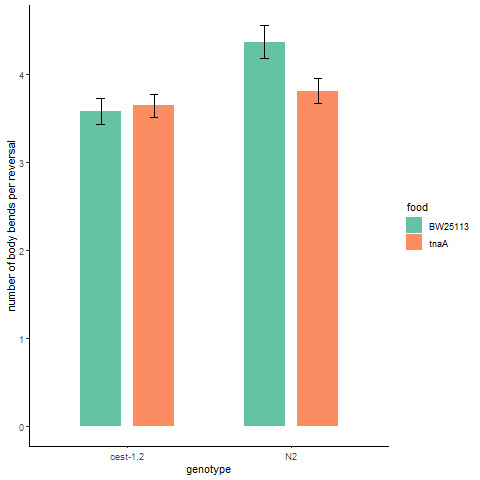 number of body bends per reversal
4
3
2
1
0
cest-1.2
N2
genotype
food
BW25113
tnaA